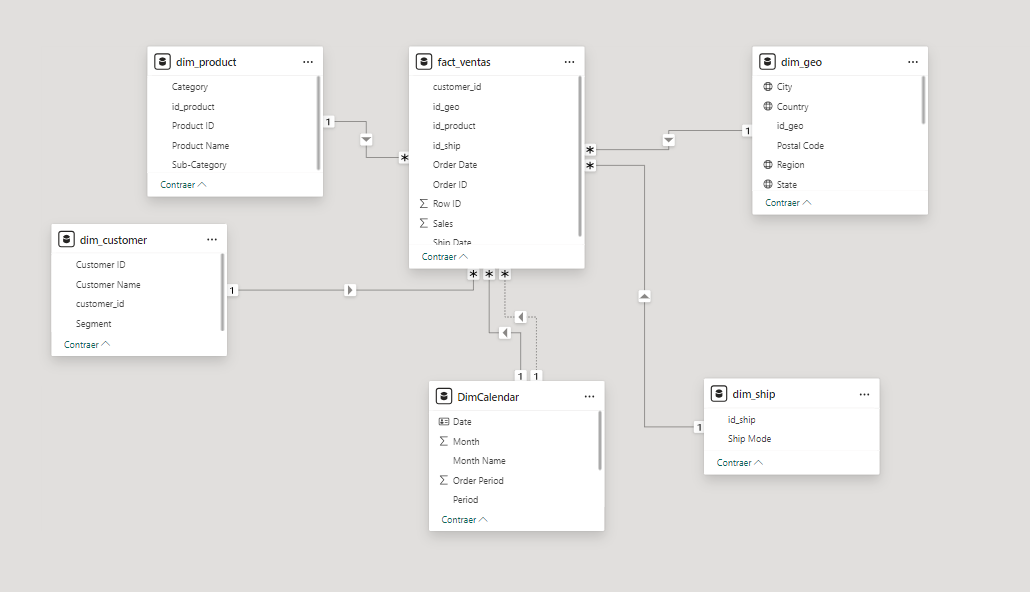 dim_product
Category
id_product
Product ID
Product Name
Sub-Category
Contraer
fact_ventas
customer_id
id_geo
id_product
id_ship
Order Date
Order ID
Row ID
Sales
Ship Date
Contraer
dim_geo
City
Country
id_geo
Postal Code
Region
State
Contraer
dim_customer
Customer ID
Customer Name
customer_id
Segment
Contraer
DimCalendar
Date
Month
Month Name
Order Period
Period
Contraer
dim_ship
id_ship
Ship Mode
Contraer
1
*
1
*
*
1
* * *
1 1
1